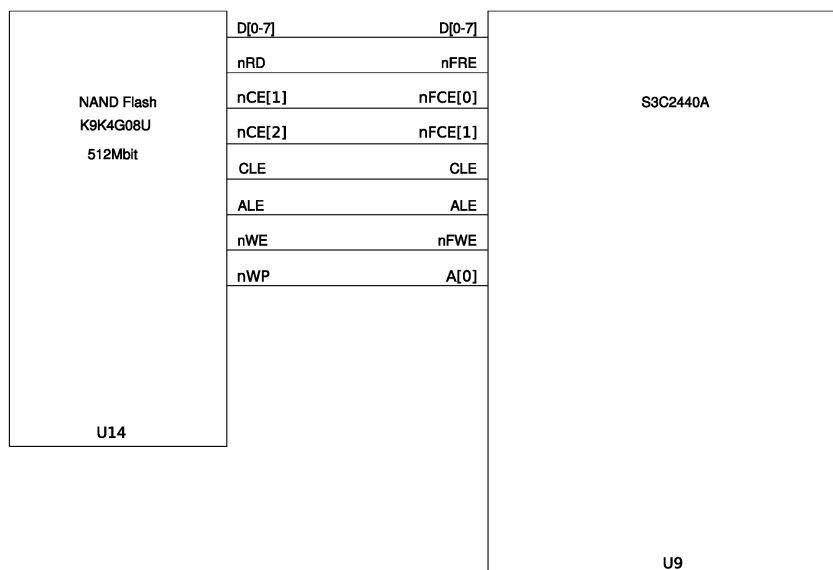 D[0-7] D[0-7]
nRD nFRE
nCE[1] nFCE[0]
NAND Flash S3C2440A
K9K4G08U
nCE[2] nFCE[1]
512Mbit
CLE CLE
ALE ALE
nWE nFWE
nWP A[0]
U14
U9